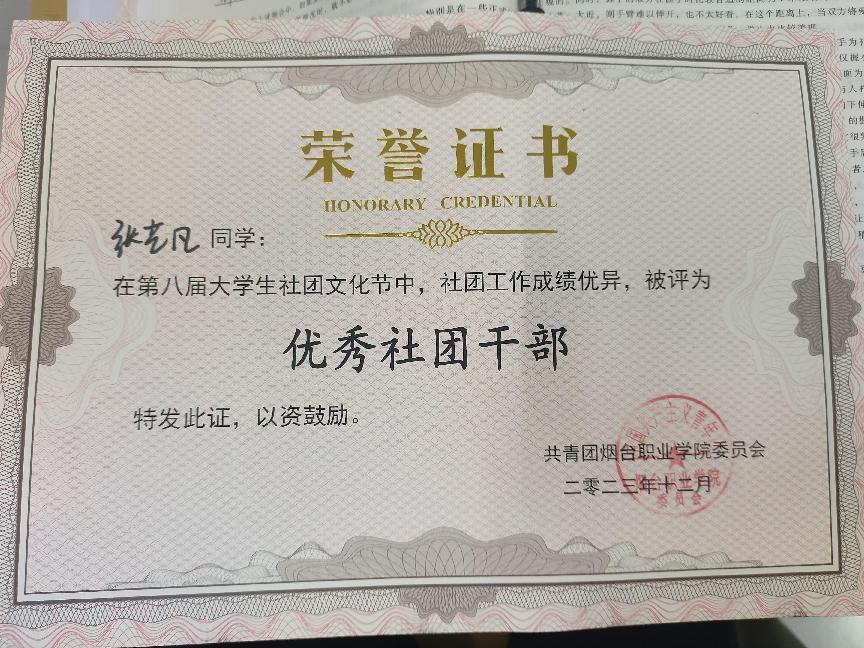 荣誉证书
HONORARY CREDENTIAL
同学：
在第八届大学生社团文化节中，社团工作成绩优异，被评为
优秀社团干部
特发此证，以资鼓励。
共青团烟台职业学院委员会
二零二三年十二月